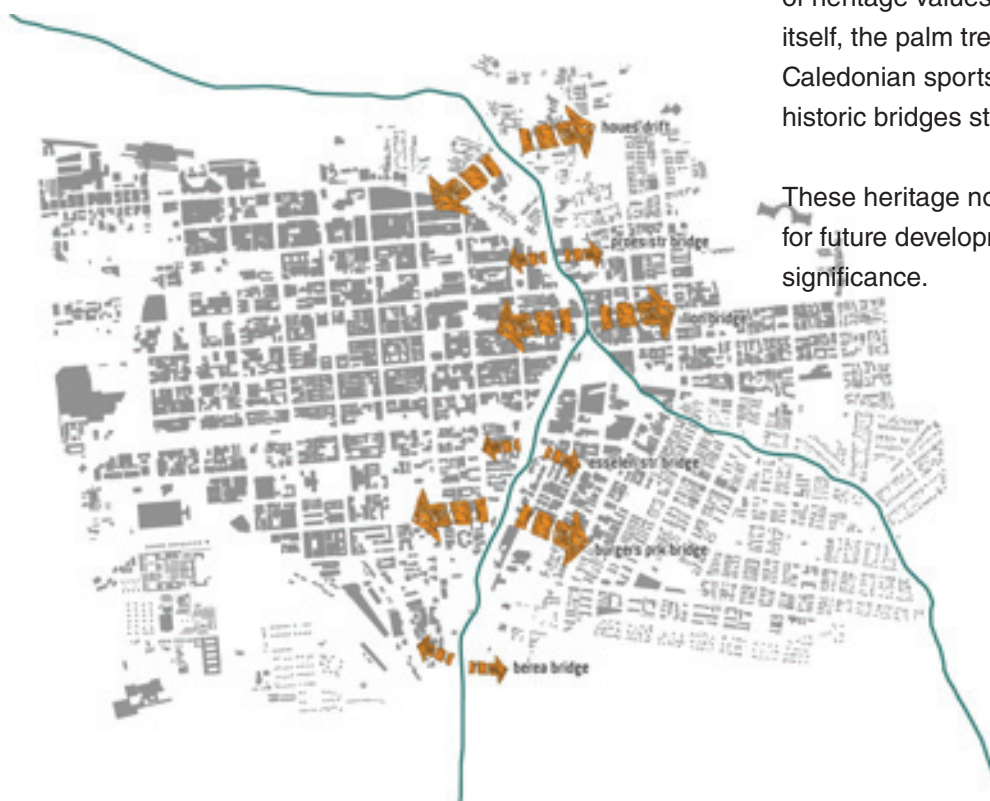 of heritage values
itself, the palm tre
Caledonian sports
historic bridges st
These heritage no
for future developm
significance.
houes drift
proes str bridge
lion bridge
esselen str bridge
burgers prk bridge
berea bridge